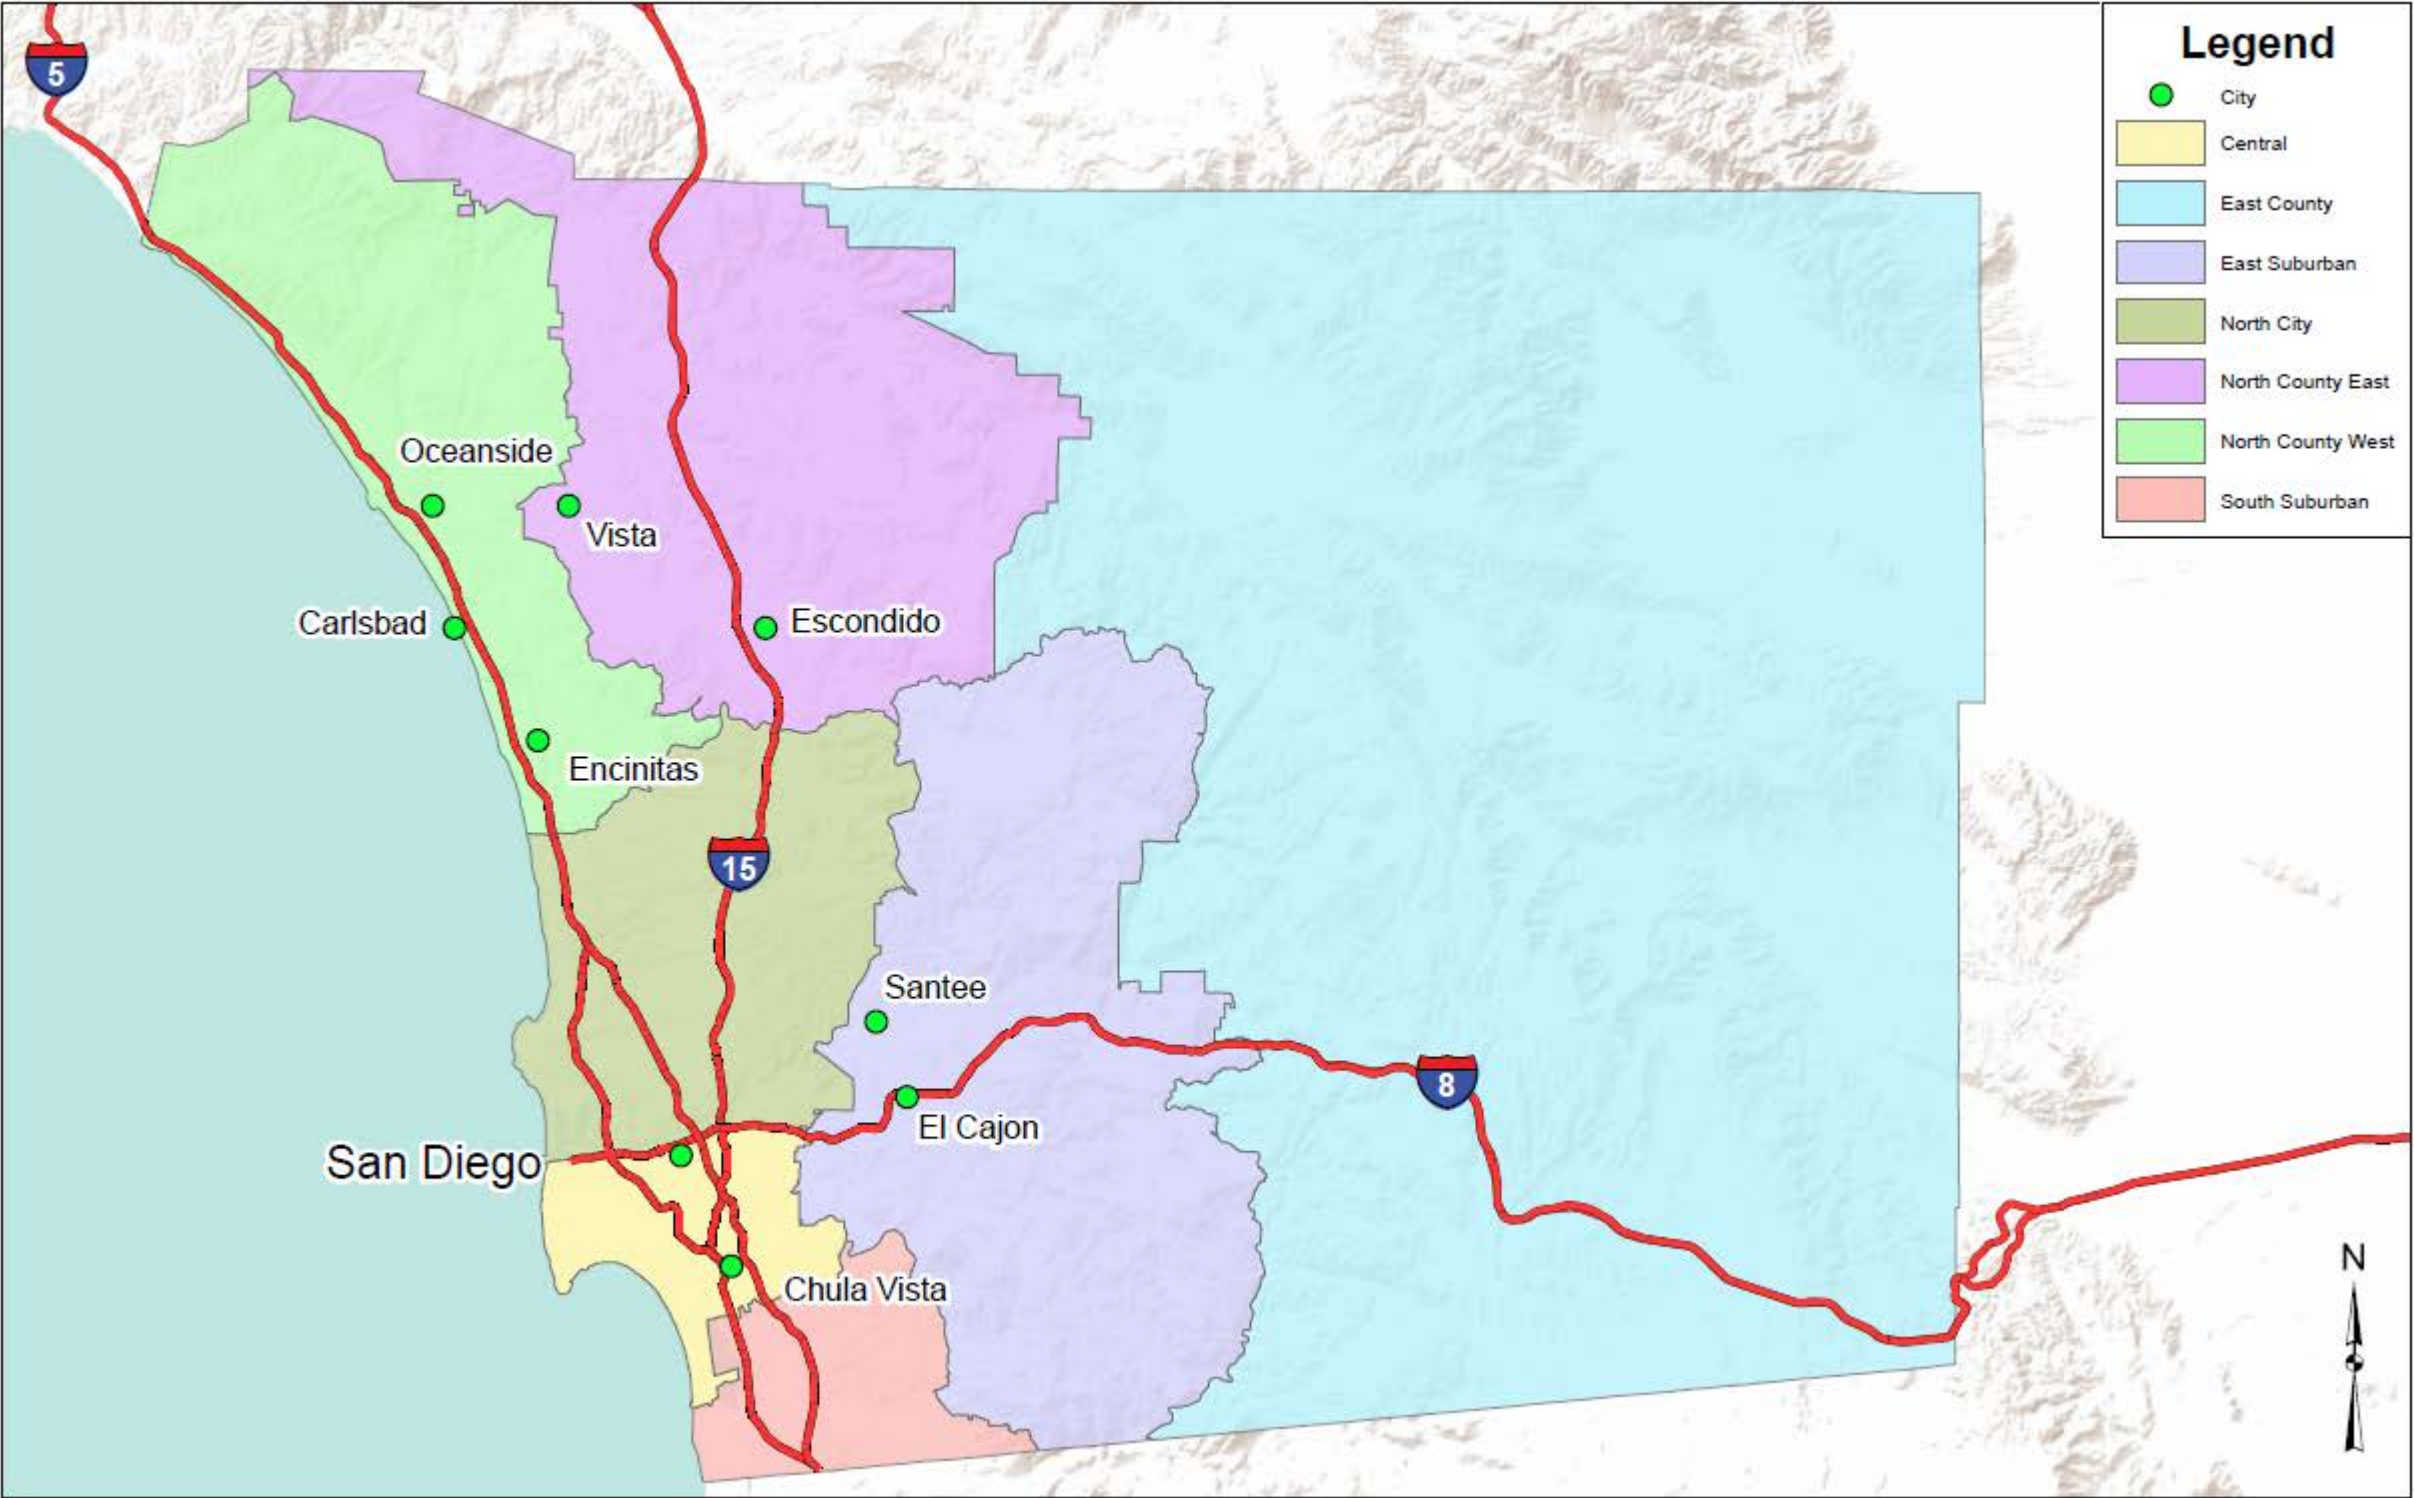 5
Legend
City
Central
East County
East Suburban
North City
North County East
North County West
South Suburban
Oceanside
Vista
Carlsbad
Escondido
Encinitas
15
Santee
8
El Cajon
San Diego
Chula Vista
N